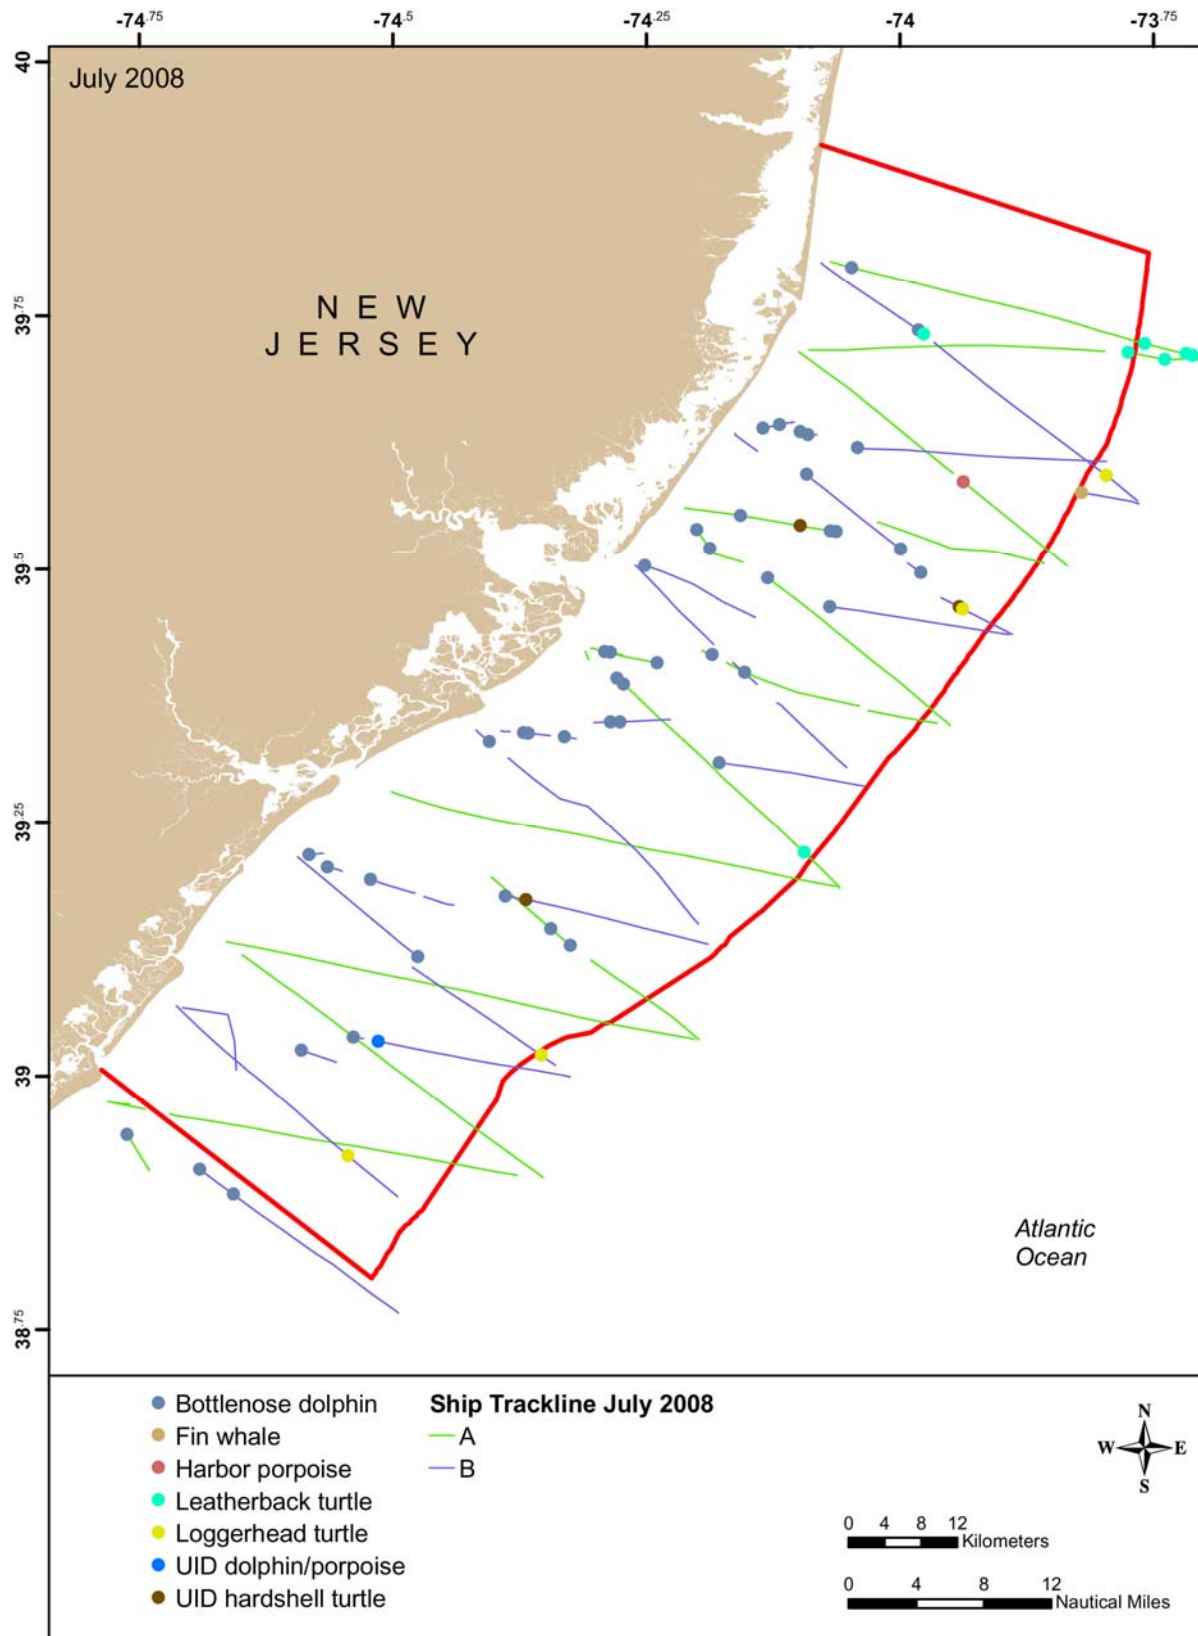 -74.75 -74.5 -74.25 -74 -73.75
40
July 2008
39.75
NEW
JERSEY
39.5
39.25
39
Atlantic
Ocean
38.75
Bottlenose dolphin
Fin whale
Harbor porpoise
Leatherback turtle
Loggerhead turtle
UID dolphin/porpoise
UID hardshell turtle
Ship Trackline July 2008
A
B
N
W E
S
0 4 8 12
Kilometers
0 4 8 12
Nautical Miles